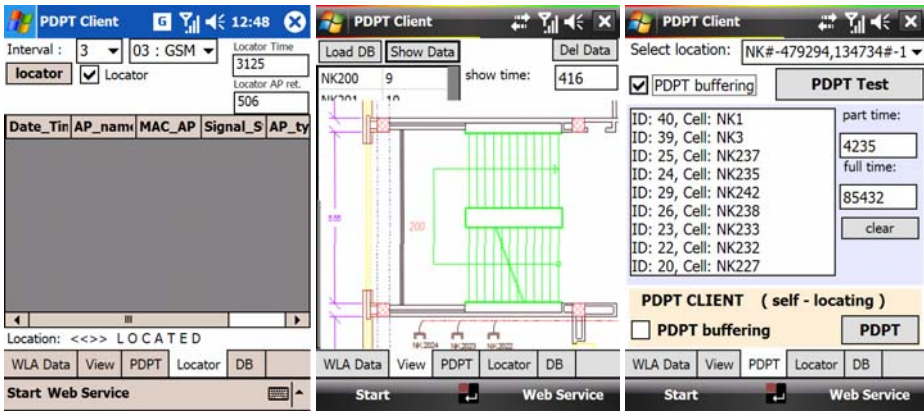 PDPT Client
G
12:48
Interval :
3
03 : GSM
Locator Time
3125
locator
Locator
Locator AP ret.
506
Date_Tin AP_name MAC_AP Signal_S AP_ty
Location: <<>> L O C A T E D
WLA Data View PDPT Locator DB
Start Web Service
PDPT Client
Load DB Show Data Del Data
NK200 9
show time: 416
NK201 10
200
NK2024 NK2023 NK2022
WLA Data View PDPT Locator DB
Start Web Service
PDPT Client
Select location: NK#-479294,134734#-1
PDPT buffering PDPT Test
ID: 40, Cell: NK1
ID: 39, Cell: NK3
ID: 25, Cell: NK237
ID: 24, Cell: NK235
ID: 29, Cell: NK242
ID: 26, Cell: NK238
ID: 23, Cell: NK233
ID: 22, Cell: NK232
ID: 20, Cell: NK227
part time:
4235
full time:
85432
clear
PDPT CLIENT ( self - locating )
PDPT buffering PDPT
WLA Data View PDPT Locator DB
Start Web Service